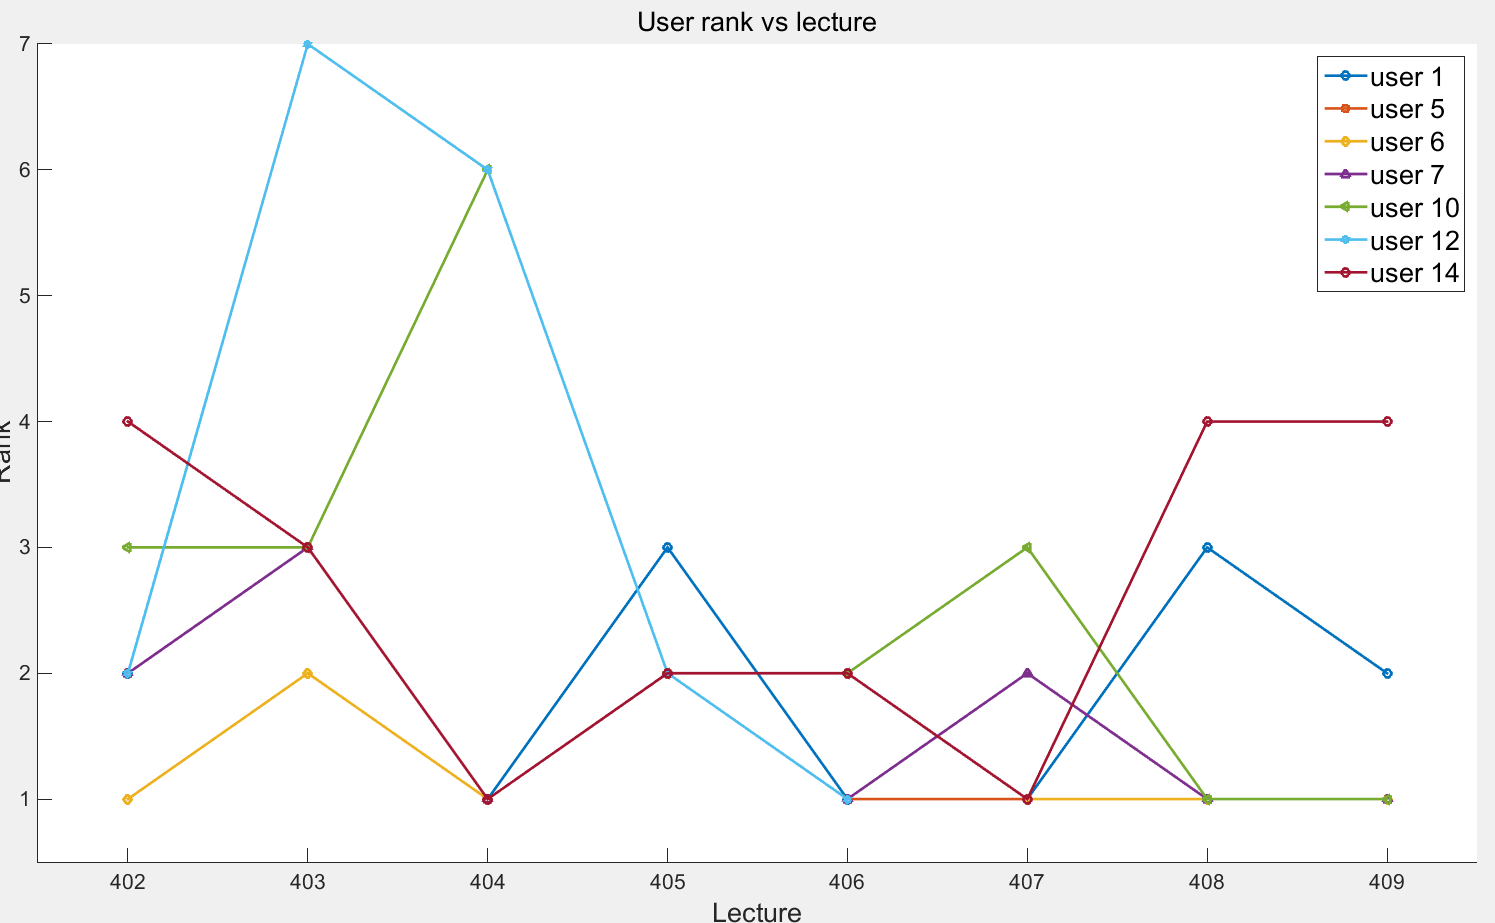 User rank vs lecture
7
6
5
4
3
2
1
Rank
402 403 404 405 406 407 408 409
Lecture
user 1
user 5
user 6
user 7
user 10
user 12
user 14